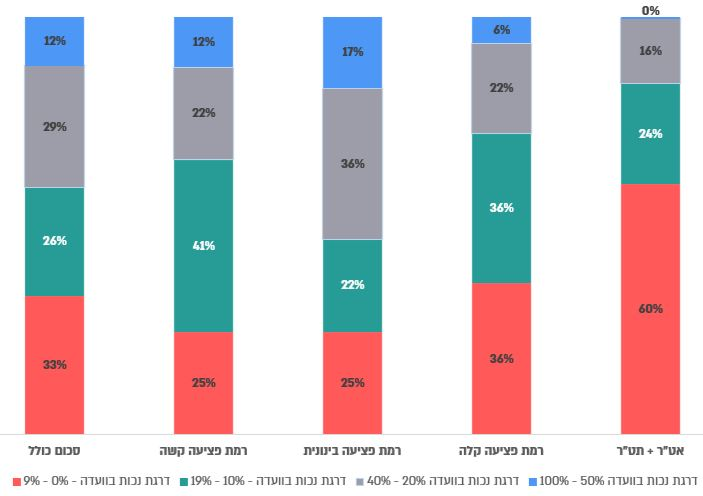 0%
12% 12% 17% 6% 16%
29% 22% 36% 22% 24%
26% 41% 22% 36% 60%
33% 25% 25% 36%
אט"ר + תט"ר רמת פציעה קלה רמת פציעה בינונית רמת פציעה קשה סכום כולל
דרגת נכות בוועדה - 0% - 9% דרגת נכות בוועדה - 10% - 19% דרגת נכות בוועדה 20% - 40% דרגת נכות בוועדה 50% - 100%